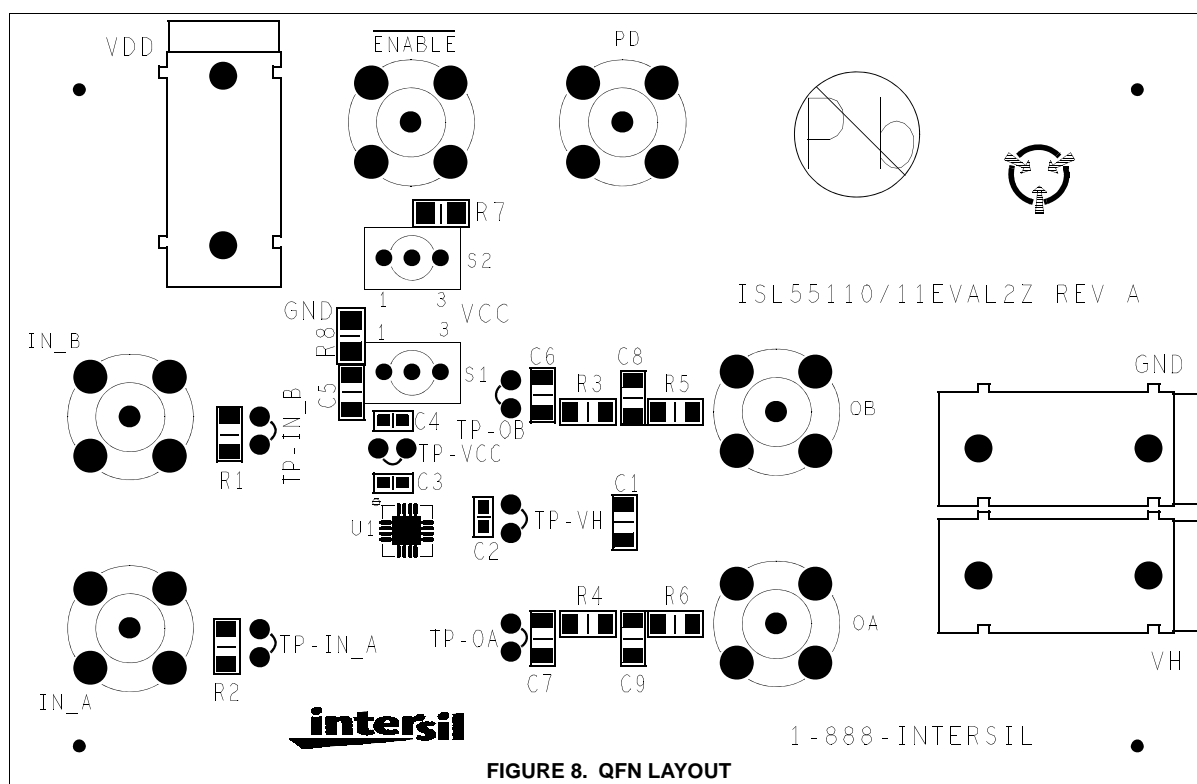 VDD
ENABLE
PD
Pb
R7
S2
1 3
GND
VCC
ISL55110/11EVAL2Z REV A
R8
1 3
IN_B
S1
C6
C8
GND
C5
R3
R5
OB
TP-IN_B
C4
TP-OB
TP-VCC
R1
C3
C1
U1
TP-VH
C2
R4
R6
OA
TP-OA
TP-IN_A
VH
R2
C7
C9
IN_A
intersil
1-888-INTERSIL
FIGURE 8. QFN LAYOUT